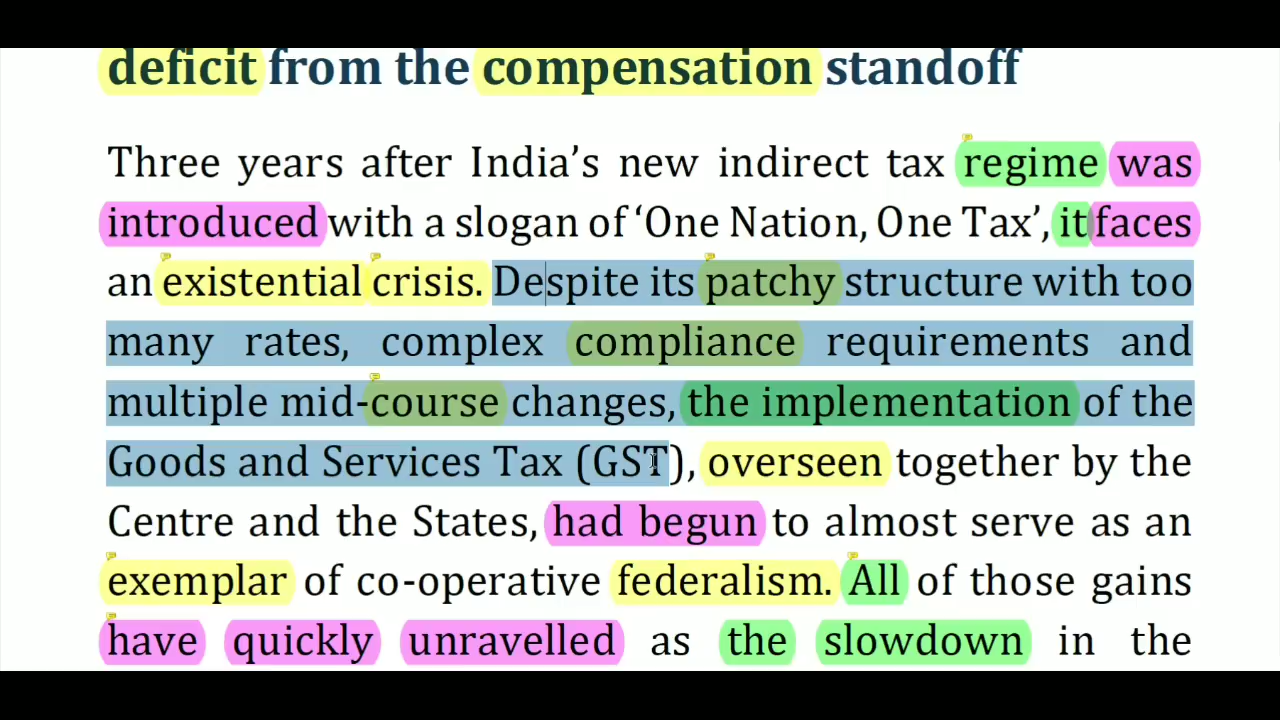 deficit from the compensation standoff
Three years after India’s new indirect tax regime was
introduced with a slogan of ‘One Nation, One Tax’, it faces
an existential crisis. Despite its patchy structure with too
many rates, complex compliance requirements and
multiple mid-course changes, the implementation of the
Goods and Services Tax (GST), overseen together by the
Centre and the States, had begun to almost serve as an
exemplar of co-operative federalism. All of those gains
have quickly unravelled as the slowdown in the